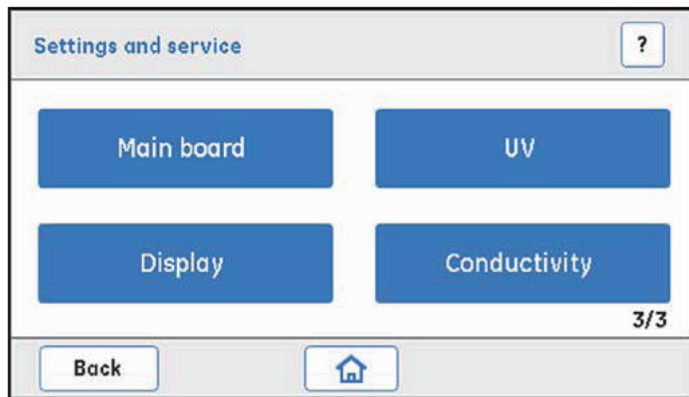 Settings and service
?
Main board
UV
Display
Conductivity
3/3
Back